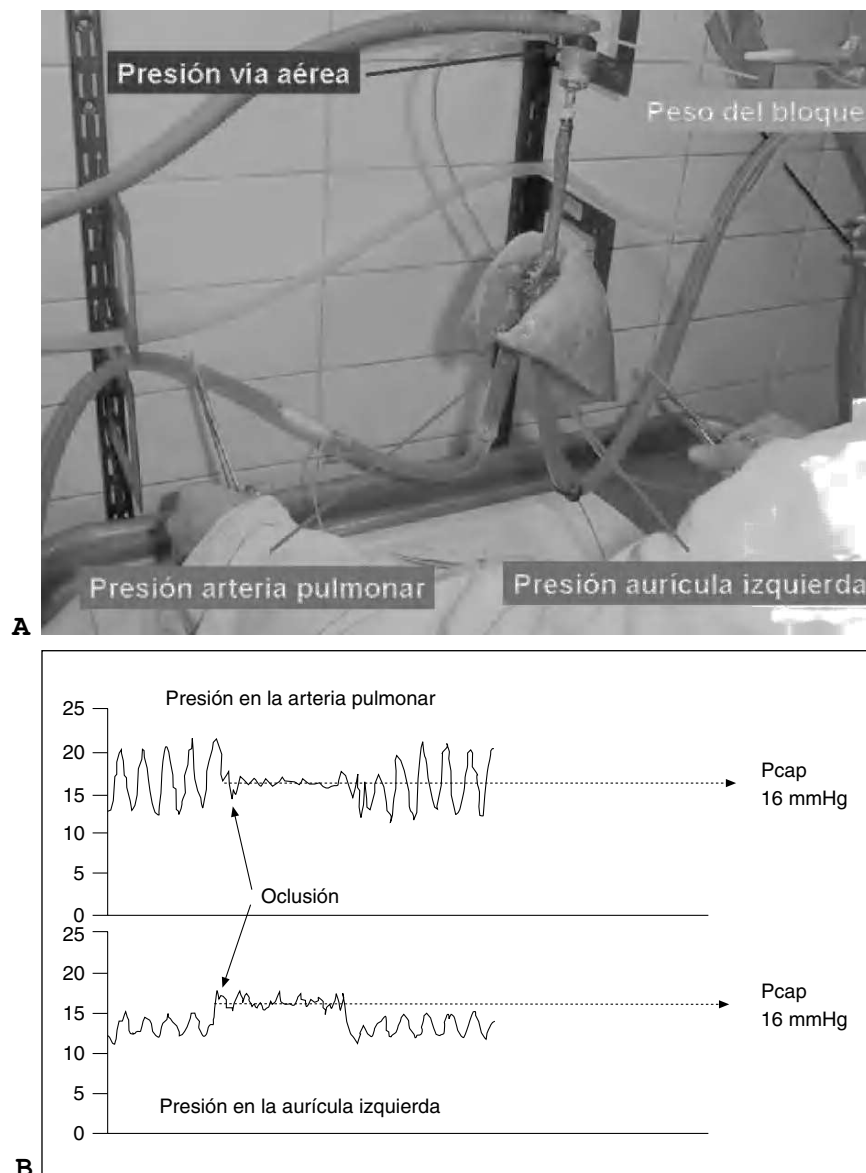 Presión vía aérea
Peso del bloque
Presión arteria pulmonar
Presión aurícula izquierda
A
Presión en la arteria pulmonar
25
20
15
10
5
0
Pcap
16 mmHg
Oclusión
25
20
15
10
5
0
Pcap
16 mmHg
Presión en la aurícula izquierda
B